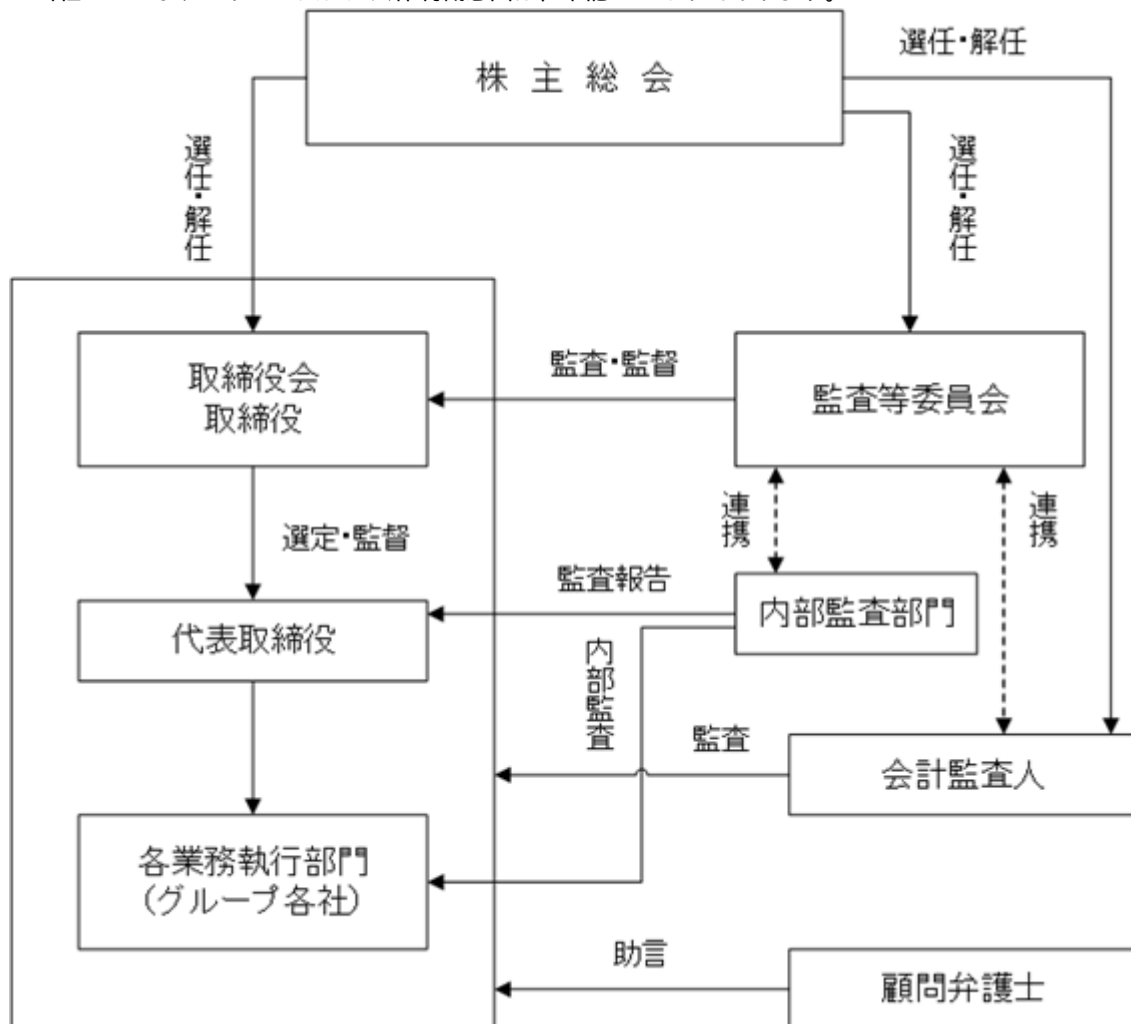 選任・解任
株主総会
選任・解任
選任・解任
取締役会
取締役
監査・監督
監査等委員会
選定・監督
連携
連携
監査報告
代表取締役
内部監査部門
内部監査
監査
会計監査人
各業務執行部門
(グループ各社)
助言
顧問弁護士